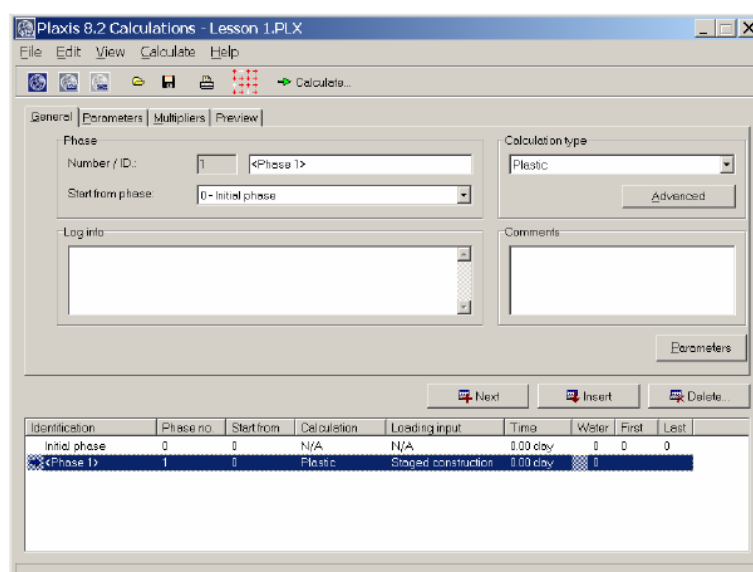 Plaxis 8.2 Calculations - Lesson 1.PLX
File Edit View Calculate Help
Calculate...
General Parameters Multipliers Preview
Phase
Number / ID.: 1 <Phase 1>
Start from phase: 0 - Initial phase
Calculation type
Plastic
Advanced
Log info
Comments
Parameters
Next Insert Delete...
Identification Phase no. Start from Calculation Loading input Time Water First Last
Initial phase 0 0 N/A N/A 0.00 day 0 0 0
<Phase 1> 1 0 Plastic Staged construction 0.00 day 0